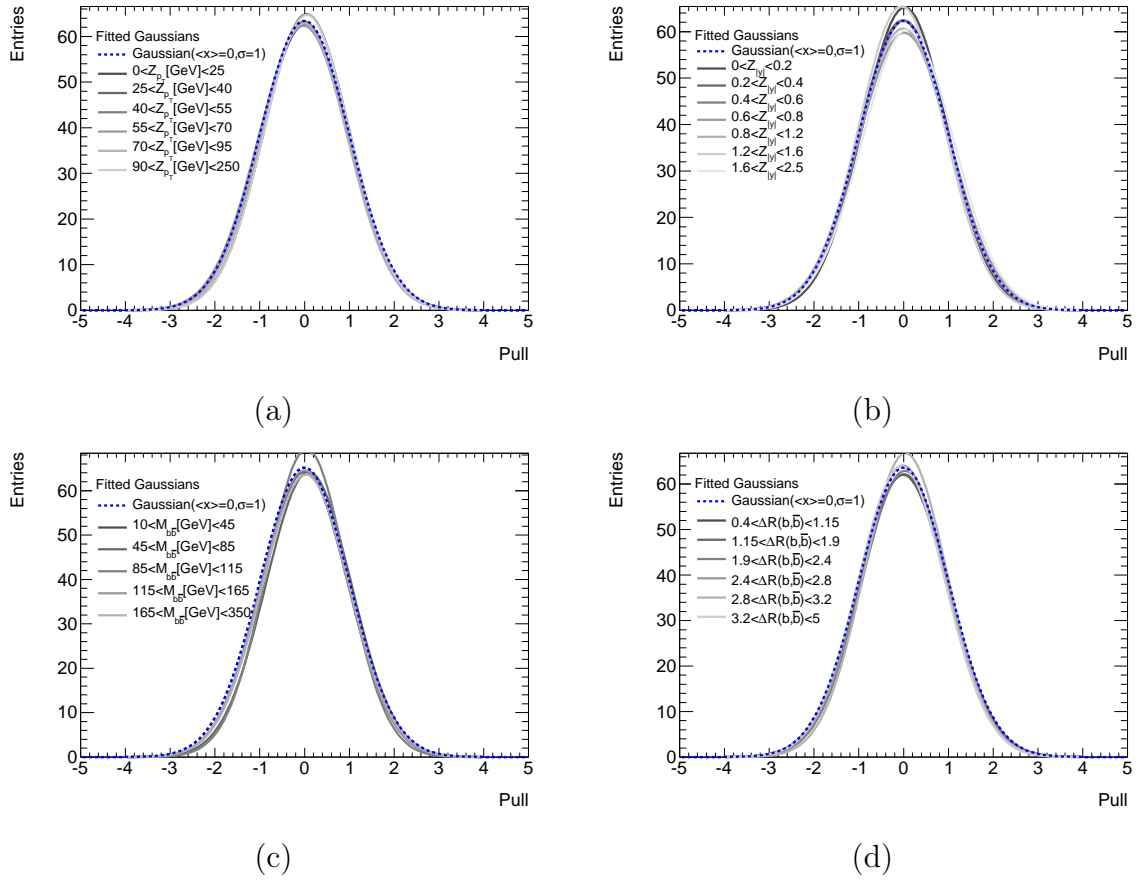 Entries
60
50
40
30
20
10
0
Fitted Gaussians
Gaussian(<x>=0,σ=1)
0<Z_{p_T}[GeV]<25
25<Z_{p_T}[GeV]<40
40<Z_{p_T}[GeV]<55
55<Z_{p_T}[GeV]<70
70<Z_{p_T}[GeV]<95
90<Z_{p_T}[GeV]<250
-5 -4 -3 -2 -1 0 1 2 3 4 5
Pull
(a)
Entries
60
50
40
30
20
10
0
Fitted Gaussians
Gaussian(<x>=0,σ=1)
0<Z_{|y|}<0.2
0.2<Z_{|y|}<0.4
0.4<Z_{|y|}<0.6
0.6<Z_{|y|}<0.8
0.8<Z_{|y|}<1.2
1.2<Z_{|y|}<1.6
1.6<Z_{|y|}<2.5
-5 -4 -3 -2 -1 0 1 2 3 4 5
Pull
(b)
Entries
60
50
40
30
20
10
0
Fitted Gaussians
Gaussian(<x>=0,σ=1)
10<M_{bb̅}[GeV]<45
45<M_{bb̅}[GeV]<85
85<M_{bb̅}[GeV]<115
115<M_{bb̅}[GeV]<165
165<M_{bb̅}[GeV]<350
-5 -4 -3 -2 -1 0 1 2 3 4 5
Pull
(c)
Entries
60
50
40
30
20
10
0
Fitted Gaussians
Gaussian(<x>=0,σ=1)
0.4<ΔR(b,b̅)<1.15
1.15<ΔR(b,b̅)<1.9
1.9<ΔR(b,b̅)<2.4
2.4<ΔR(b,b̅)<2.8
2.8<ΔR(b,b̅)<3.2
3.2<ΔR(b,b̅)<5
-5 -4 -3 -2 -1 0 1 2 3 4 5
Pull
(d)